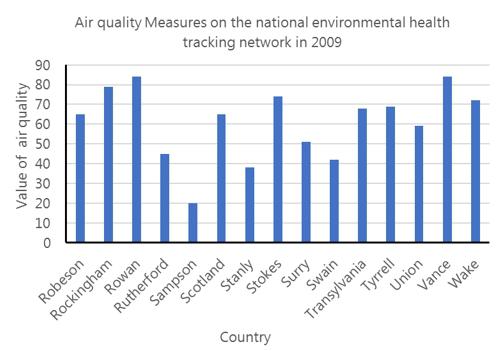 Air quality Measures on the national environmental health
tracking network in 2009
Value of air quality
90
80
70
60
50
40
30
20
10
0
Robeson
Rockingham
Rowan
Rutherford
Sampson
Scotland
Stanly
Stokes
Surry
Swain
Transylvania
Tyrrell
Union
Vance
Wake
Country